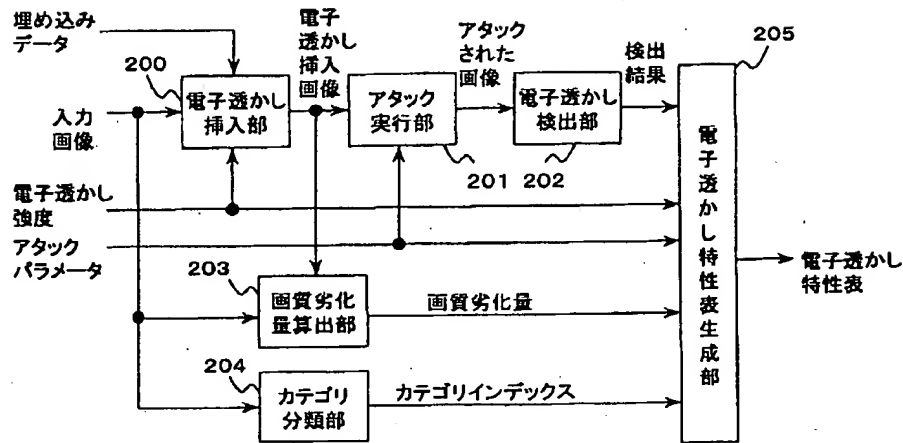 埋め込み
データ
200
電子透かし
挿入部
電子
透かし
挿入
画像
アタック
実行部
201
アタック
された
画像
電子透かし
検出部
202
検出
結果
205
入力
画像
電子透かし
強度
アタック
パラメータ
203
画質劣化
量算出部
画質劣化量
204
カテゴリ
分類部
カテゴリインデックス
電子透かし特性表生成部
電子透かし
特性表